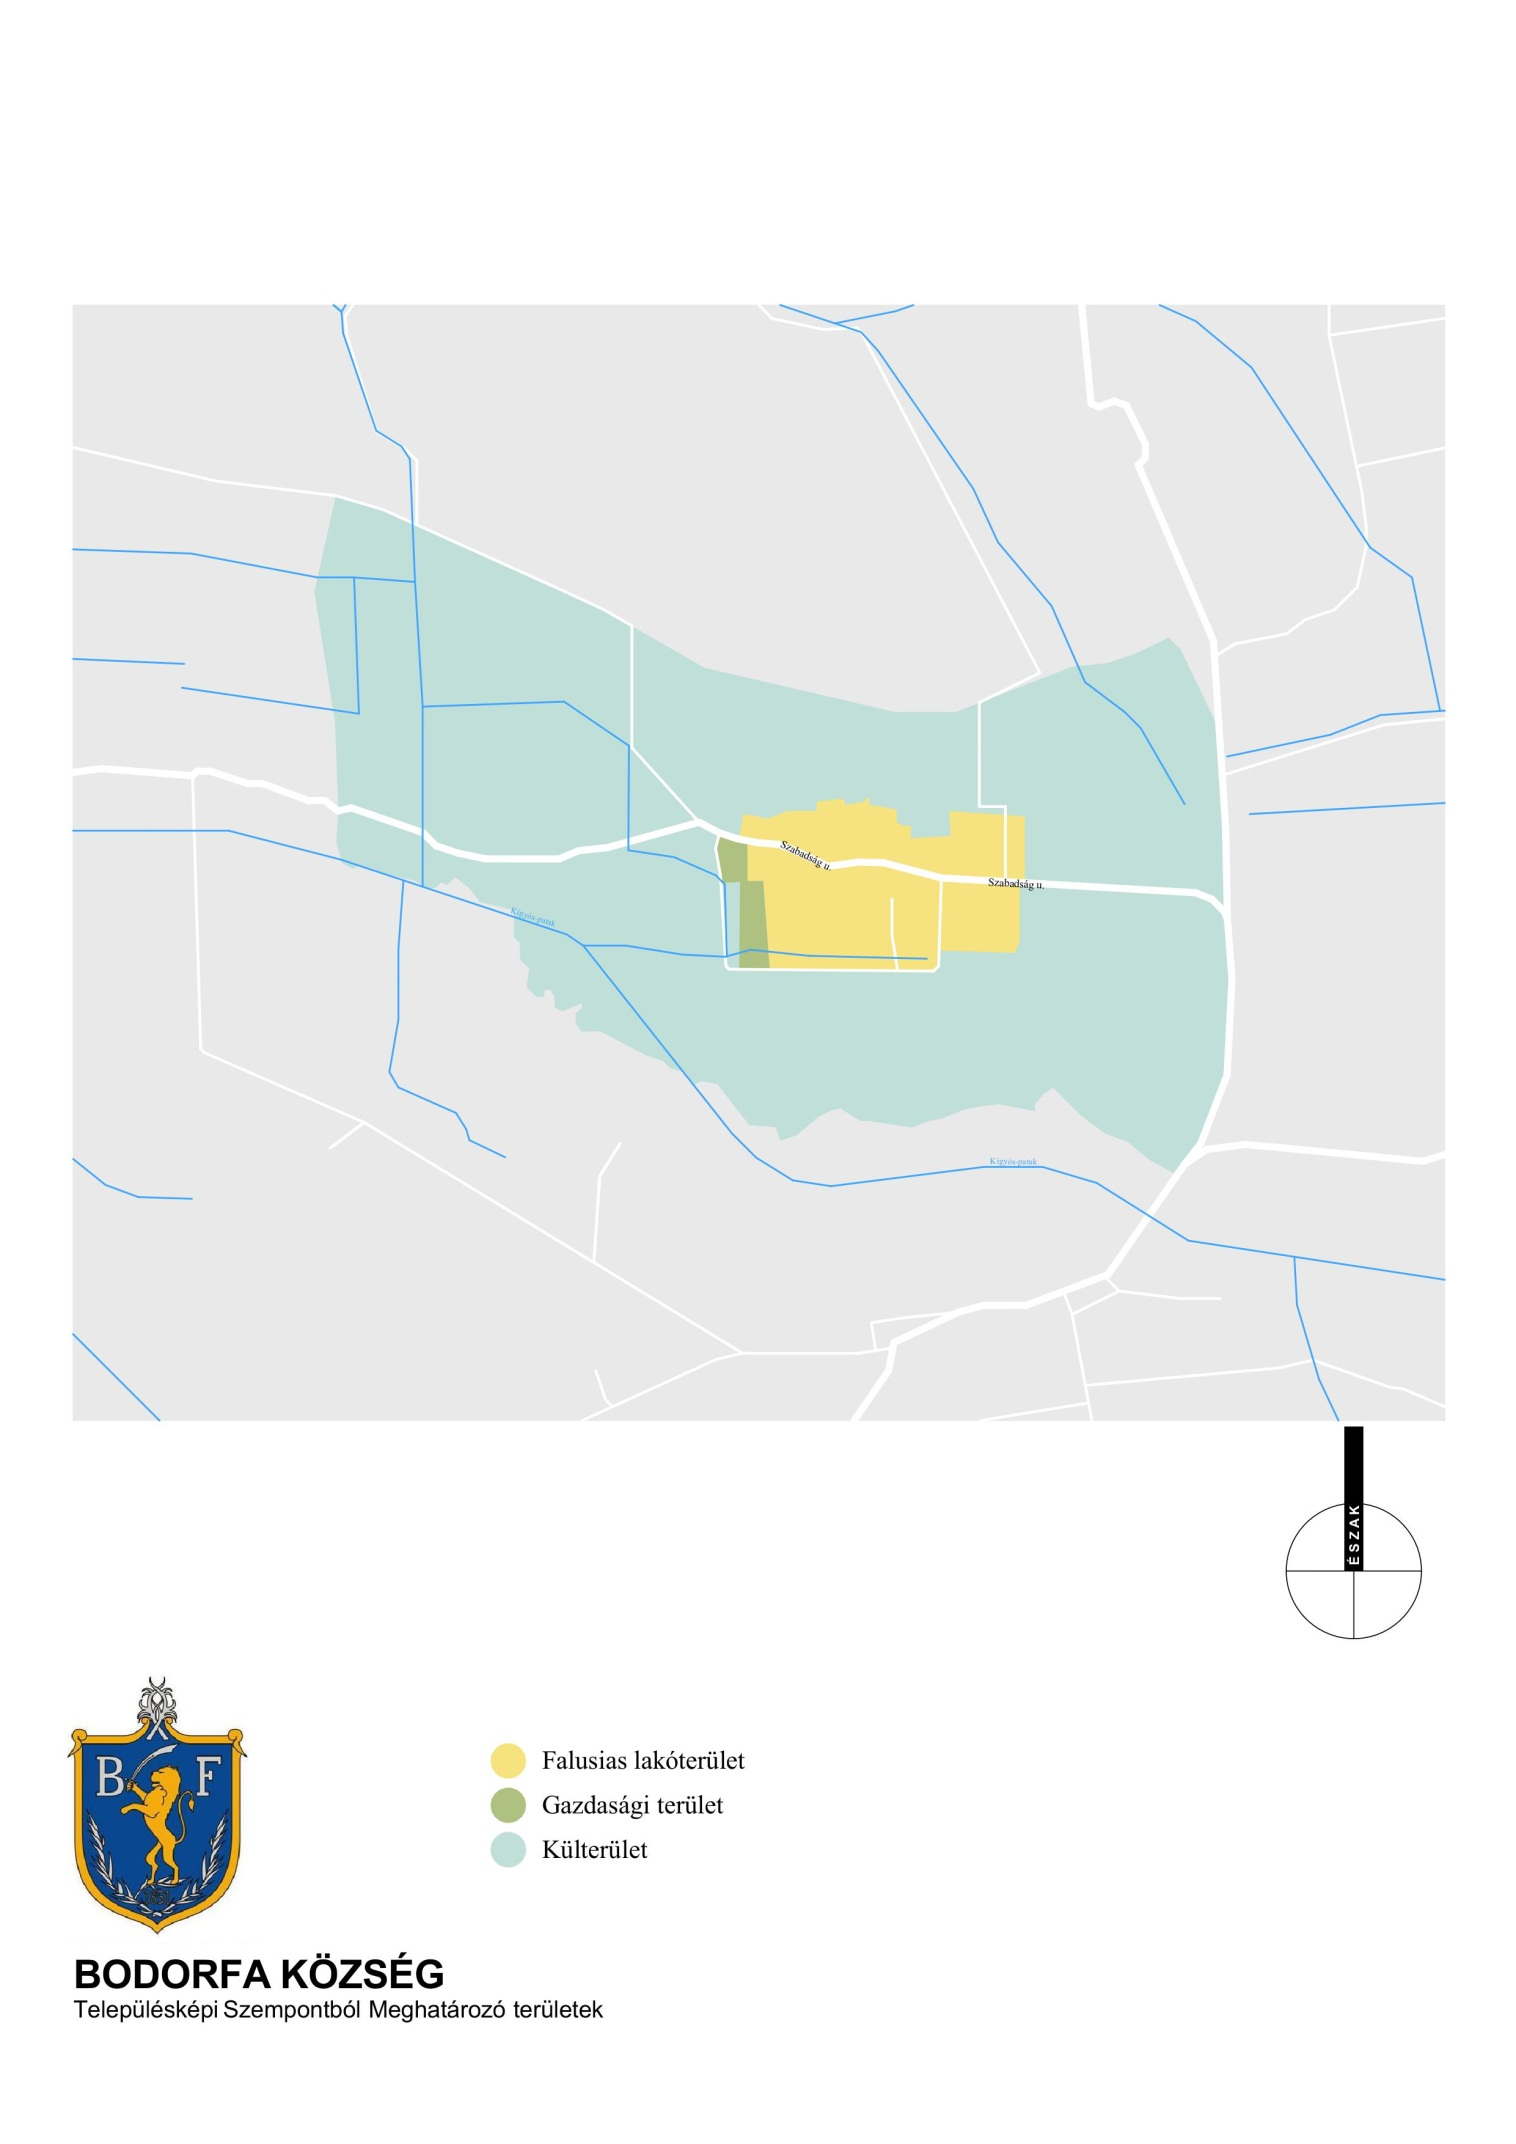 Szabadság u.
Szabadság u.
Kígyós-patak
Kígyós-patak
ÉSZAK
B F
Falusias lakóterület
Gazdasági terület
Külterület
BODORFA KÖZSÉG
Településképi Szempontból Meghatározó területek